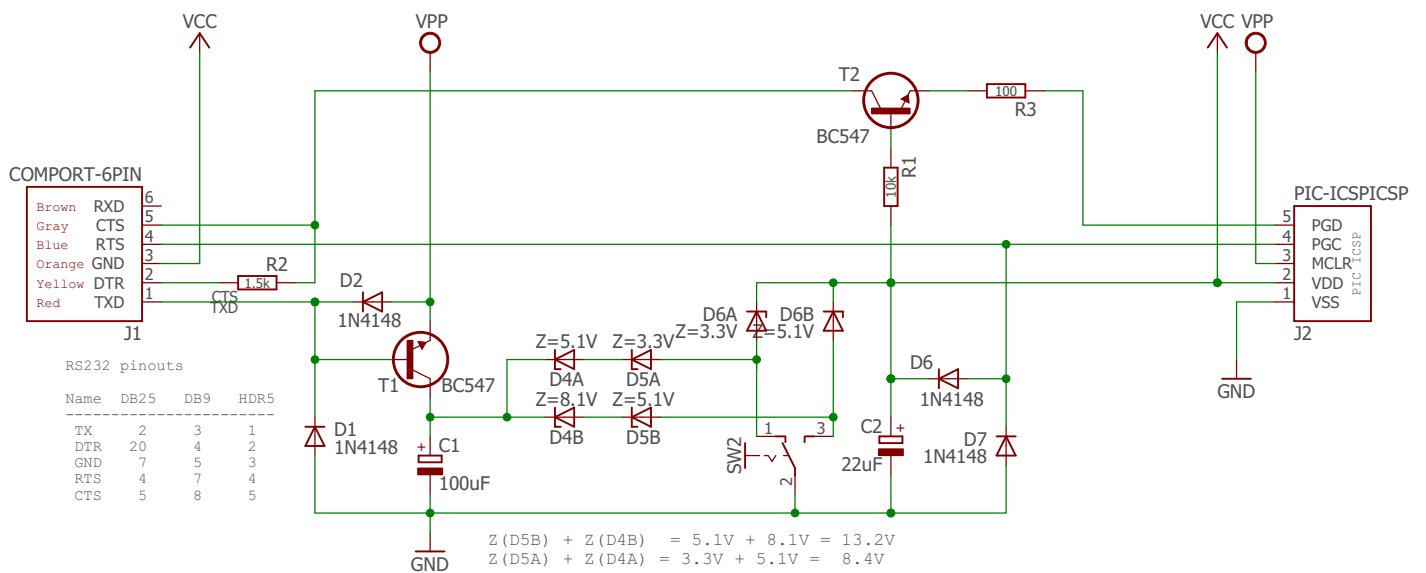 VCC
VPP
VCC VPP
T2
100
R3
BC547
R1
10k
COMPORT-6PIN
PIC-ICSPICSP
Brown RXD 6
Gray CTS 5
Blue RTS 4
Orange GND 3
Yellow DTR 2
Red TXD 1
J1
R2
1.5k
CTS
TXD
D2
1N4148
5 PGD
4 PGC
3 MCLR
2 VDD
1 VSS
PIC ICSP
J2
D6A
Z=3.3V
D6B
Z=5.1V
Z=5.1V
D4A
Z=3.3V
D5A
T1
BC547
Z=8.1V
D4B
Z=5.1V
D5B
D6
1N4148
D1
1N4148
+
C1
100uF
SW2
1
3
2
+
C2
22uF
D7
1N4148
GND
GND
RS232 pinouts
Name DB25 DB9 HDR5
-----------------------
TX 2 3 1
DTR 20 4 2
GND 7 5 3
RTS 4 7 4
CTS 5 8 5
Z(D5B) + Z(D4B) = 5.1V + 8.1V = 13.2V
Z(D5A) + Z(D4A) = 3.3V + 5.1V = 8.4V